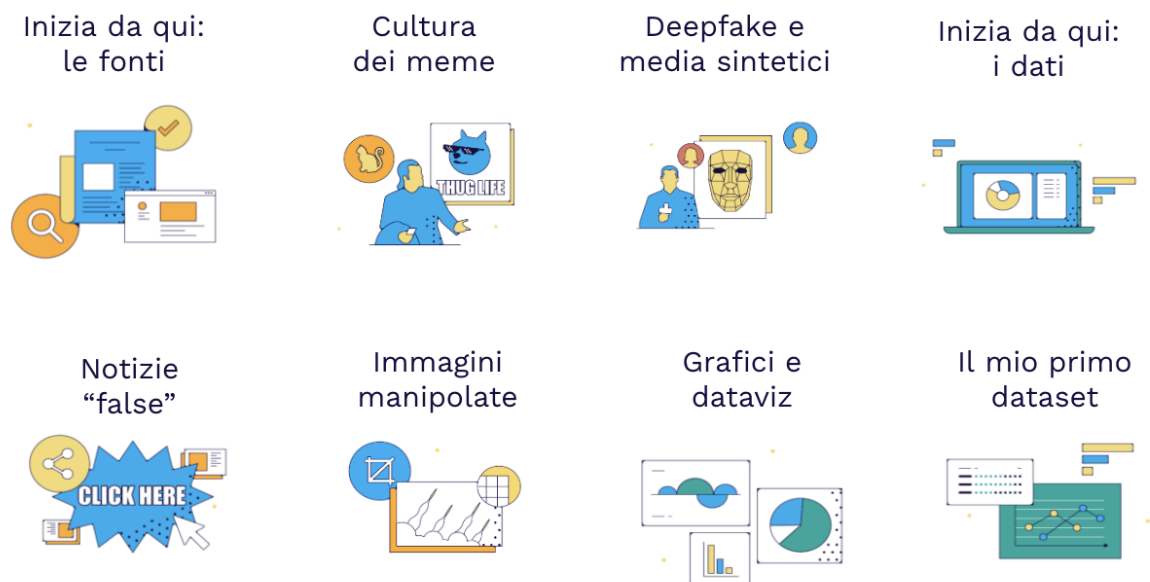 Inizia da qui:
le fonti
Cultura
dei meme
THUG LIFE
Deepfake e
media sintetici
Inizia da qui:
i dati
Notizie
“false”
CLICK HERE
Immagini
manipolate
Grafici e
dataviz
Il mio primo
dataset